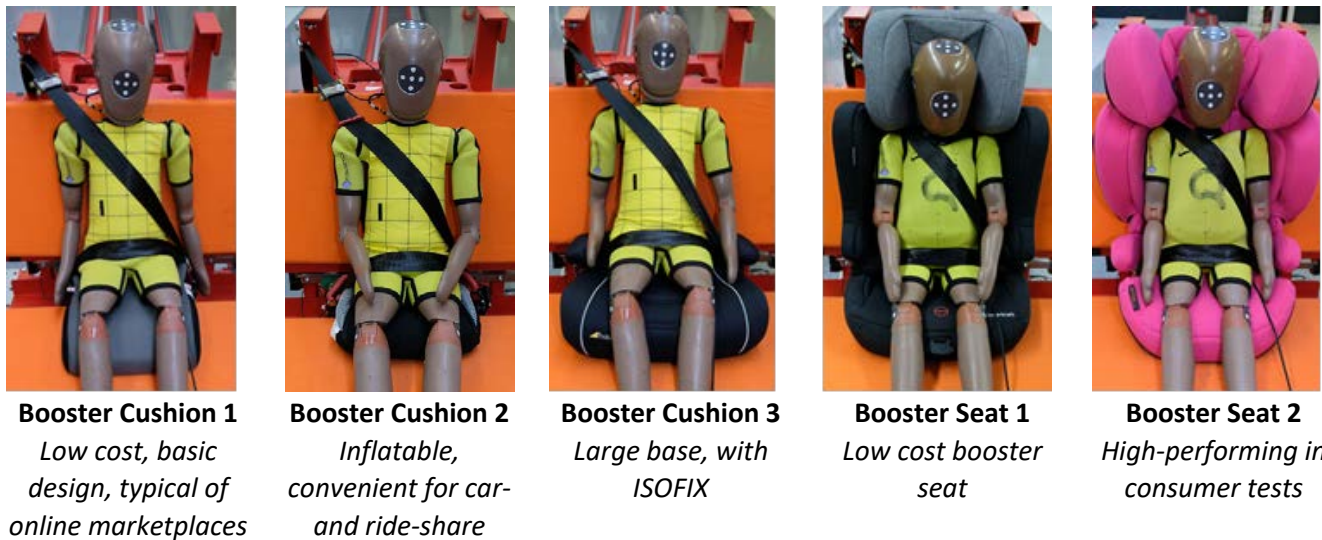 Booster Cushion 1
Low cost, basic
design, typical of
online marketplaces
Booster Cushion 2
Inflatable,
convenient for car-
and ride-share
Booster Cushion 3
Large base, with
ISOFIX
Booster Seat 1
Low cost booster
seat
Booster Seat 2
High-performing in
consumer tests